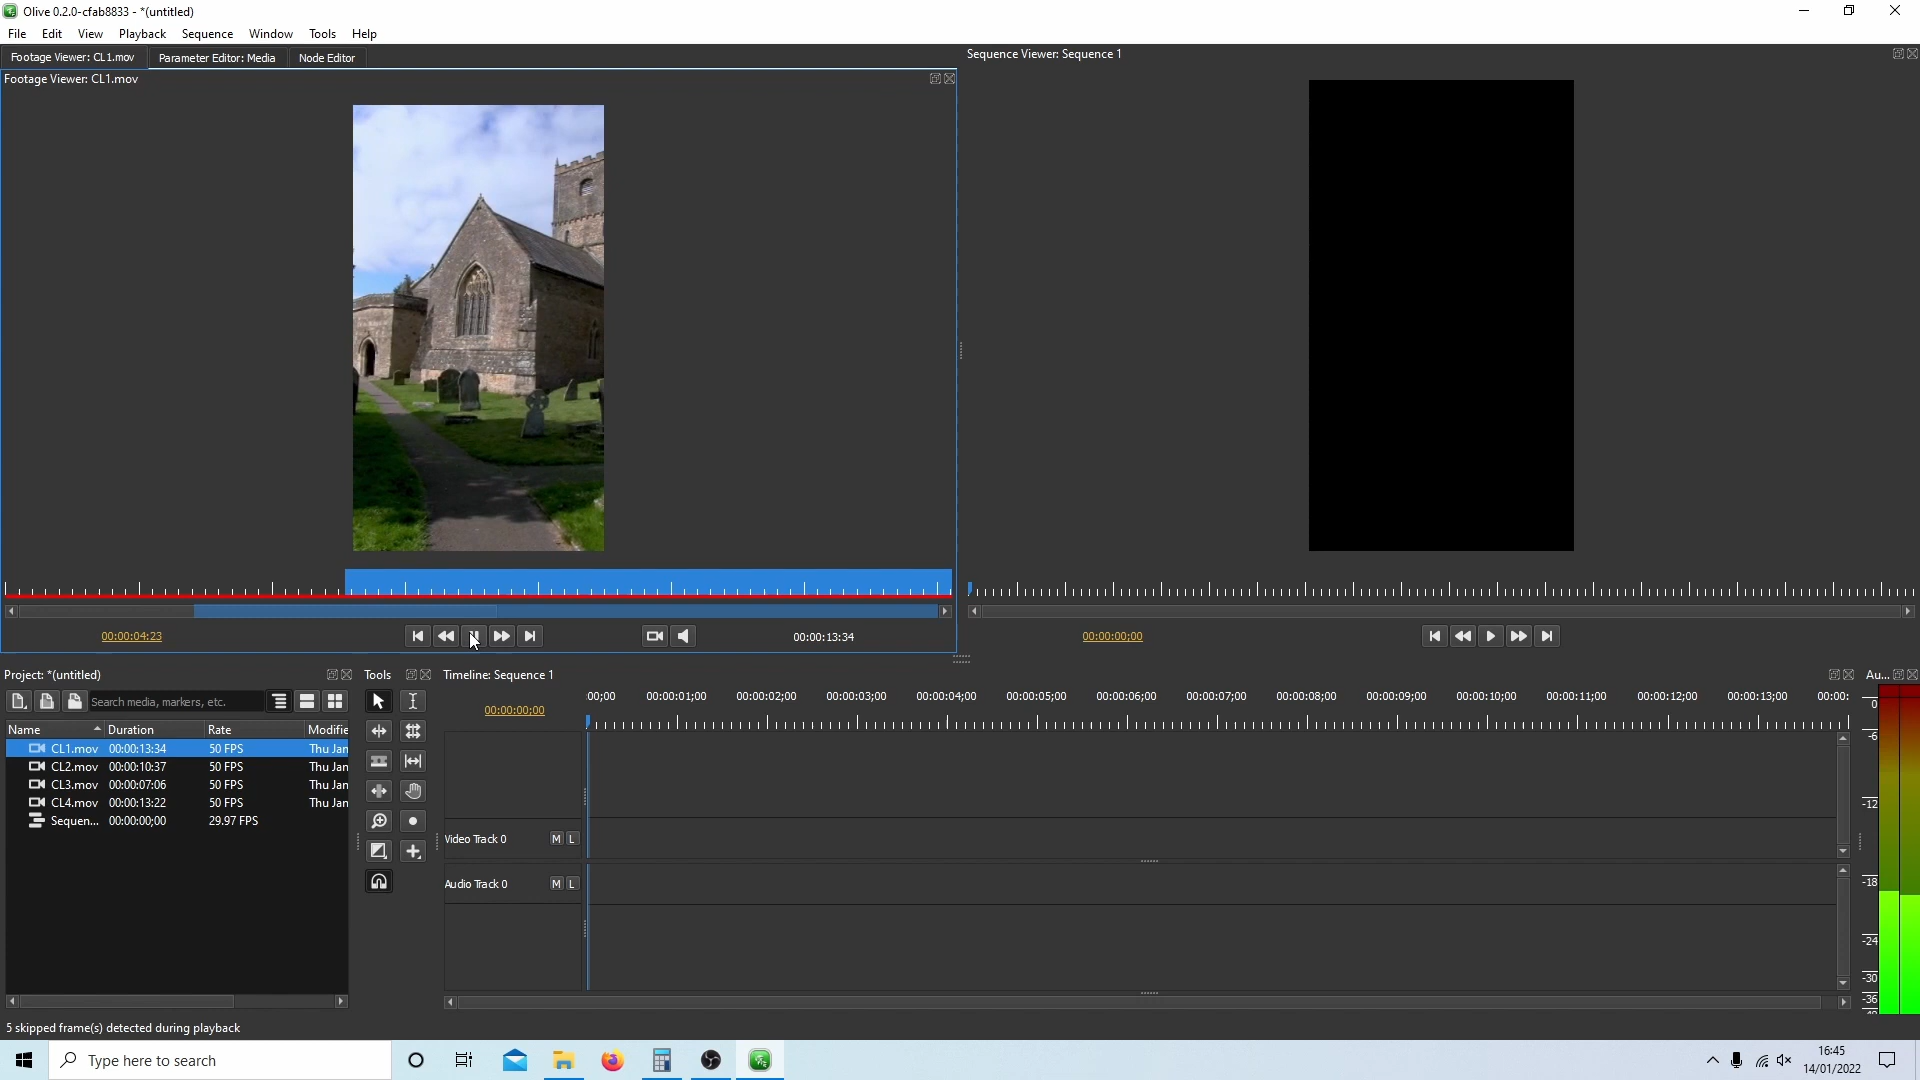 Olive 0.2.0-cfab8833 - *(untitled)
File Edit View Playback Sequence Window Tools Help
Footage Viewer: CL1.mov Parameter Editor: Media Node Editor
Footage Viewer: CL1.mov
Sequence Viewer: Sequence 1
00:00:04:23
00:00:13:34
00:00:00;00
Project: *(untitled)
Search media, markers, etc.
Name Duration Rate Modifie
CL1.mov 00:00:13:34 50 FPS Thu Jan
CL2.mov 00:00:10:37 50 FPS Thu Jan
CL3.mov 00:00:07:06 50 FPS Thu Jan
CL4.mov 00:00:13:22 50 FPS Thu Jan
Sequen... 00:00:00;00 29.97 FPS
Tools
Timeline: Sequence 1
00:00:00;00
:00;00 00:00:01;00 00:00:02;00 00:00:03;00 00:00:04;00 00:00:05;00 00:00:06;00 00:00:07;00 00:00:08;00 00:00:09;00 00:00:10;00 00:00:11;00 00:00:12;00 00:00:13;00 00:00:
Video Track 0 M L
Audio Track 0 M L
Au...
0
-6
-12
-18
-24
-30
-36
5 skipped frame(s) detected during playback
Type here to search
16:45
14/01/2022